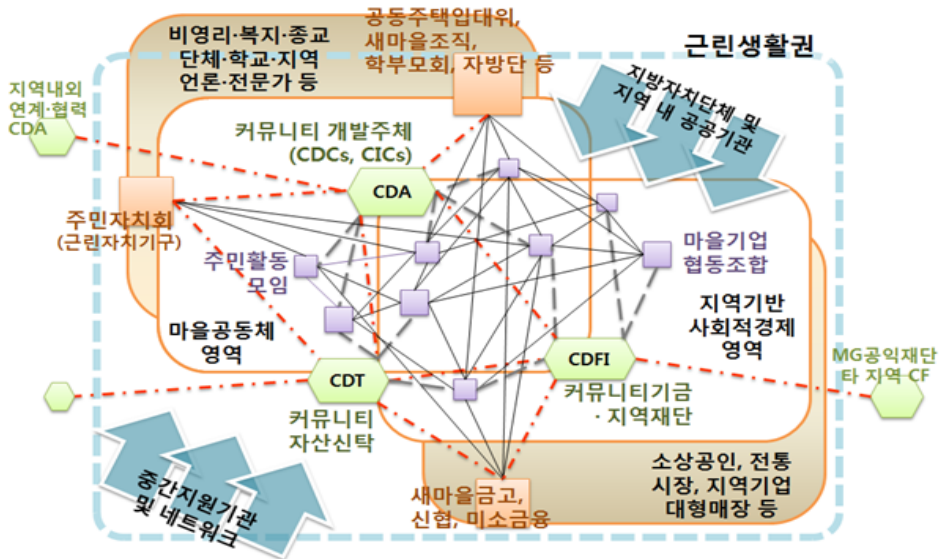 비영리·복지·종교
단체·학교·지역
언론·전문가 등
공동주택입대위,
새마을조직,
학부모회, 자방단 등
근린생활권
지방자치단체 및
지역 내 공공기관
지역내외
연계·협력
CDA
커뮤니티 개발주체
(CDCs, CICs)
CDA
주민자치회
(근린자치기구)
주민활동
모임
마을기업
협동조합
마을공동체
영역
지역기반
사회적경제
영역
CDT
커뮤니티
자산신탁
CDFI
커뮤니티기금
·지역재단
MG공익재단
타 지역 CF
중간지원기관
및 네트워크
새마을금고,
신협, 미소금융
소상공인, 전통
시장, 지역기업
대형매장 등